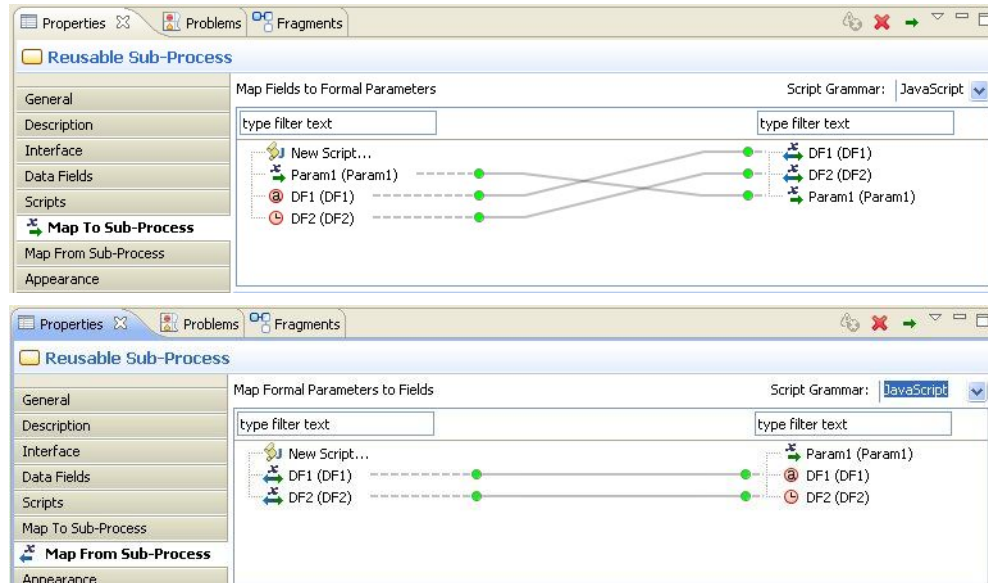 Properties Problems Fragments
Reusable Sub-Process
General
Description
Interface
Data Fields
Scripts
Map To Sub-Process
Map From Sub-Process
Appearance
Map Fields to Formal Parameters Script Grammar: JavaScript
type filter text type filter text
New Script... DF1 (DF1)
Param1 (Param1) DF2 (DF2)
DF1 (DF1) Param1 (Param1)
DF2 (DF2)
Properties Problems Fragments
Reusable Sub-Process
General
Description
Interface
Data Fields
Scripts
Map To Sub-Process
Map From Sub-Process
Appearance
Map Formal Parameters to Fields Script Grammar: JavaScript
type filter text type filter text
New Script... Param1 (Param1)
DF1 (DF1) DF1 (DF1)
DF2 (DF2) DF2 (DF2)